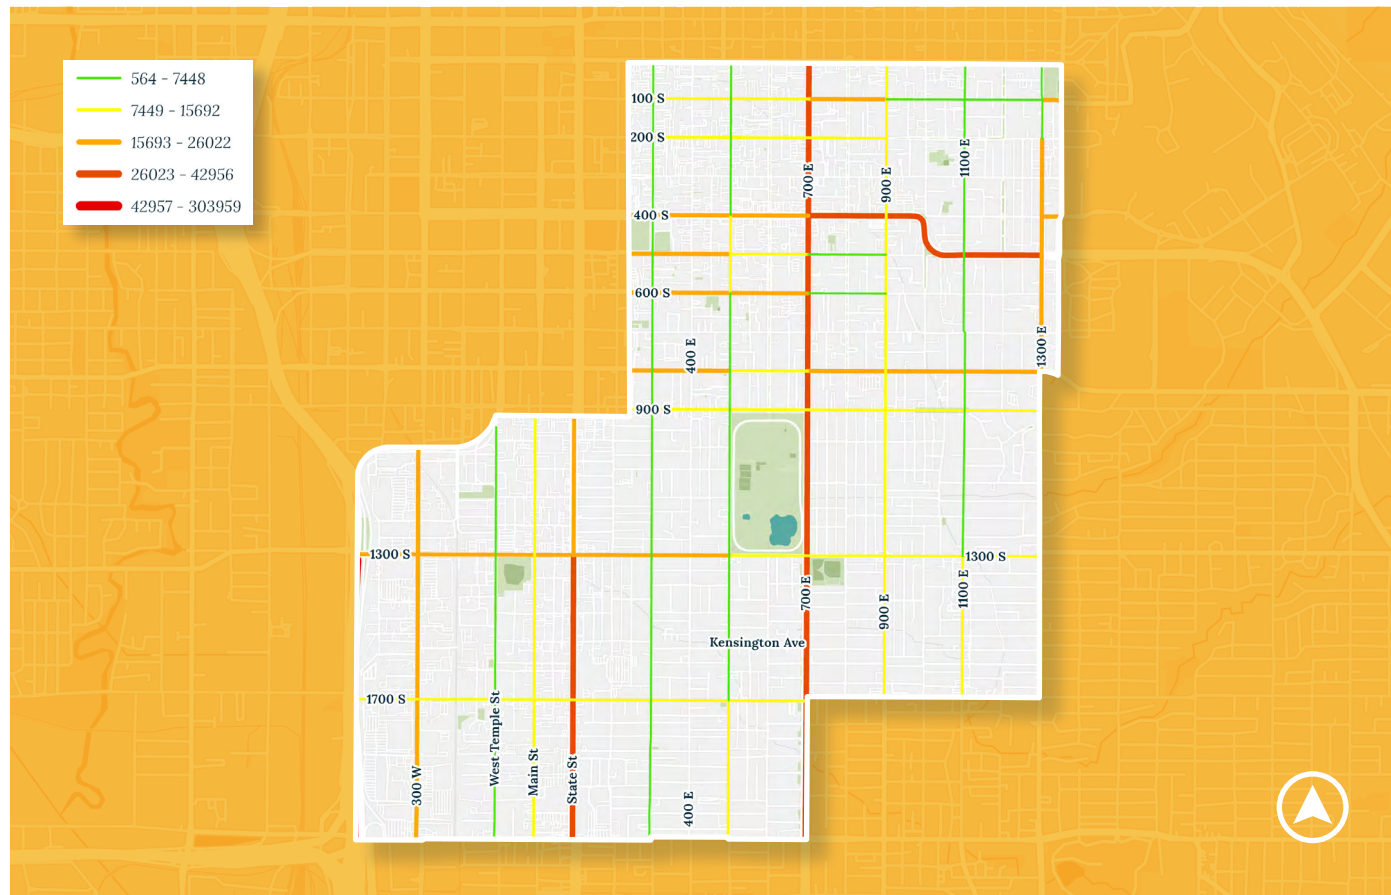 564 - 7448
7449 - 15692
15693 - 26022
26023 - 42956
42957 - 303959
100 S
200 S
700 E
900 E
1100 E
400 S
600 S
400 E
1300 E
900 S
1300 S
1300 S
700 E
900 E
1100 E
Kensington Ave
1700 S
300 W
West Temple St
Main St
State St
400 E